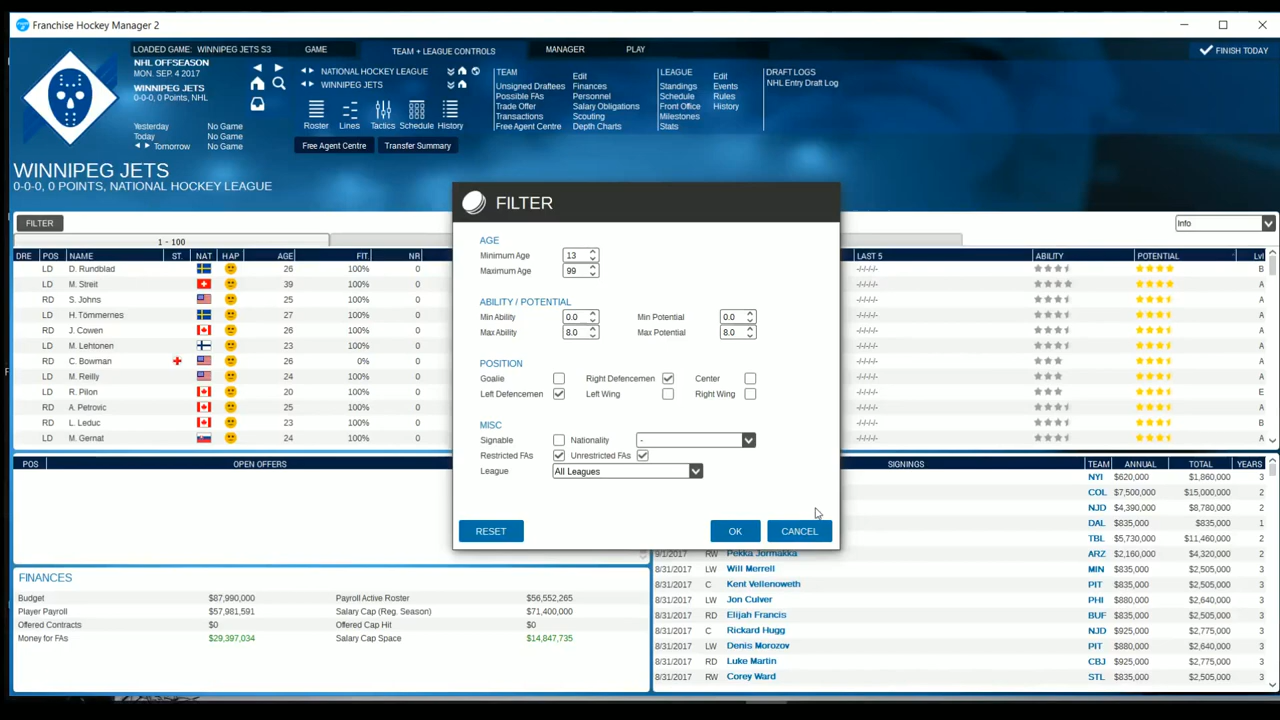 Franchise Hockey Manager 2
LOADED GAME: WINNIPEG JETS S3 GAME TEAM + LEAGUE CONTROLS MANAGER PLAY FINISH TODAY
NHL OFFSEASON
MON. SEP. 4 2017
WINNIPEG JETS
0-0-0, 0 Points, NHL
Yesterday No Game
Today No Game
Tomorrow No Game
NATIONAL HOCKEY LEAGUE
WINNIPEG JETS
Roster Lines Tactics Schedule History
Free Agent Centre Transfer Summary
TEAM
Unsigned Draftees
Possible FAs
Trade Offer
Transactions
Free Agent Centre
Edit
Finances
Personnel
Salary Obligations
Scouting
Depth Charts
LEAGUE
Standings
Schedule
Front Office
Milestones
Stats
Edit
Events
Rules
History
DRAFT LOGS
NHL Entry Draft Log
WINNIPEG JETS
0-0-0, 0 POINTS, NATIONAL HOCKEY LEAGUE
FILTER Info
1 - 100
DRE POS NAME ST. NAT HAP AGE FIT. NR LAST 5 ABILITY POTENTIAL Lvl
LD D. Rundblad 26 100% 0 -/-/-/-/- B
LD M. Streit 39 100% 0 -/-/-/-/- A
RD S. Johns 25 100% 0 -/-/-/-/- A
LD H. Tömmernes 27 100% 0 -/-/-/-/- A
RD J. Cowen 26 100% 0 -/-/-/-/- A
LD M. Lehtonen 23 100% 0 -/-/-/-/- A
RD C. Bowman 26 0% 0 -/-/-/-/- A
LD M. Reilly 24 100% 0 -/-/-/-/- A
LD R. Pilon 20 100% 0 -/-/-/-/- E
RD A. Petrovic 25 100% 0 -/-/-/-/- A
RD L. Leduc 23 100% 0 -/-/-/-/- A
LD M. Gernat 24 100% 0 -/-/-/-/- A
FILTER
AGE
Minimum Age 13
Maximum Age 99
ABILITY / POTENTIAL
Min Ability 0.0 Min Potential 0.0
Max Ability 8.0 Max Potential 8.0
POSITION
Goalie Right Defencemen Center
Left Defencemen Left Wing Right Wing
MISC
Signable Nationality -
Restricted FAs Unrestricted FAs
League All Leagues
RESET OK CANCEL
POS OPEN OFFERS
SIGNINGS TEAM ANNUAL TOTAL YEARS
NYI $620,000 $1,860,000 3
COL $7,500,000 $15,000,000 2
NJD $4,390,000 $8,780,000 2
DAL $835,000 $835,000 1
TBL $5,730,000 $11,460,000 2
9/1/2017 RW Pekka Jormakka ARZ $2,160,000 $4,320,000 2
8/31/2017 LW Will Merrell MIN $835,000 $2,505,000 3
8/31/2017 C Kent Vellenoweth PIT $835,000 $2,505,000 3
8/31/2017 LW Jon Culver PHI $880,000 $2,640,000 3
8/31/2017 RD Elijah Francis BUF $835,000 $2,505,000 3
8/31/2017 C Rickard Hugg NJD $925,000 $2,775,000 3
8/31/2017 RW Denis Morozov PIT $880,000 $2,640,000 3
8/31/2017 RD Luke Martin CBJ $925,000 $2,775,000 3
8/31/2017 RW Corey Ward STL $835,000 $2,505,000 3
FINANCES
Budget $87,990,000 Payroll Active Roster $56,552,265
Player Payroll $57,981,591 Salary Cap (Reg. Season) $71,400,000
Offered Contracts $0 Offered Cap Hit $0
Money for FAs $29,397,034 Salary Cap Space $14,847,735